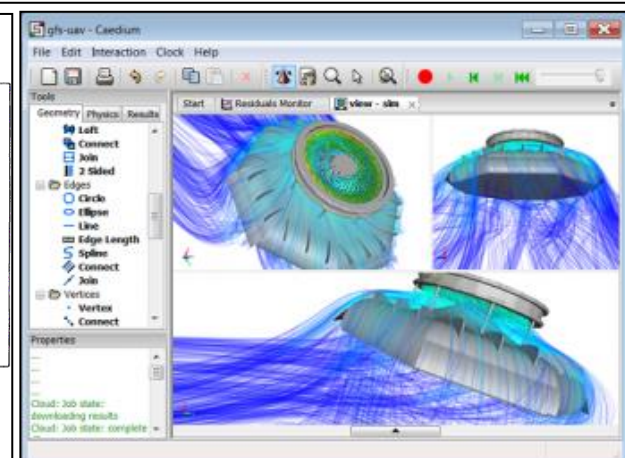 gfs-uav - Caedium
File Edit Interaction Clock Help
Tools
Geometry Physics Results
Loft
Connect
Join
2 Sided
Edges
Circle
Ellipse
Line
Edge Length
Spline
Connect
Join
Vertices
Vertex
Connect
Properties
...
...
...
...
Cloud: Job state:
downloading results
Cloud: Job state: complete
Start Residuals Monitor view - sim